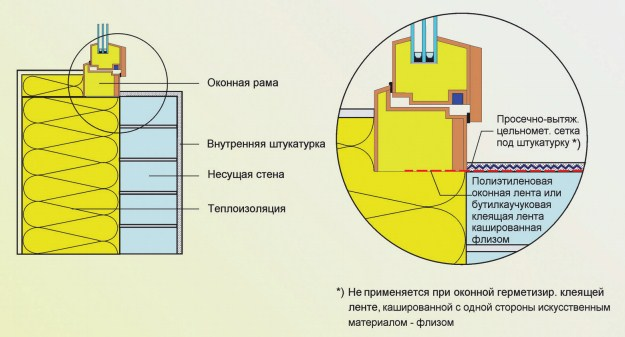 Оконная рама
Внутренняя штукатурка
Несущая стена
Теплоизоляция
Просечно-вытяж.
цельномет. сетка
под штукатурку *)
Полиэтиленовая
оконная лента или
бутилкаучуковая
клеящая лента
кашированная
флизом
*) Не применяется при оконной герметизир. клеящей
ленте, кашированной с одной стороны искусственным
материалом - флизом